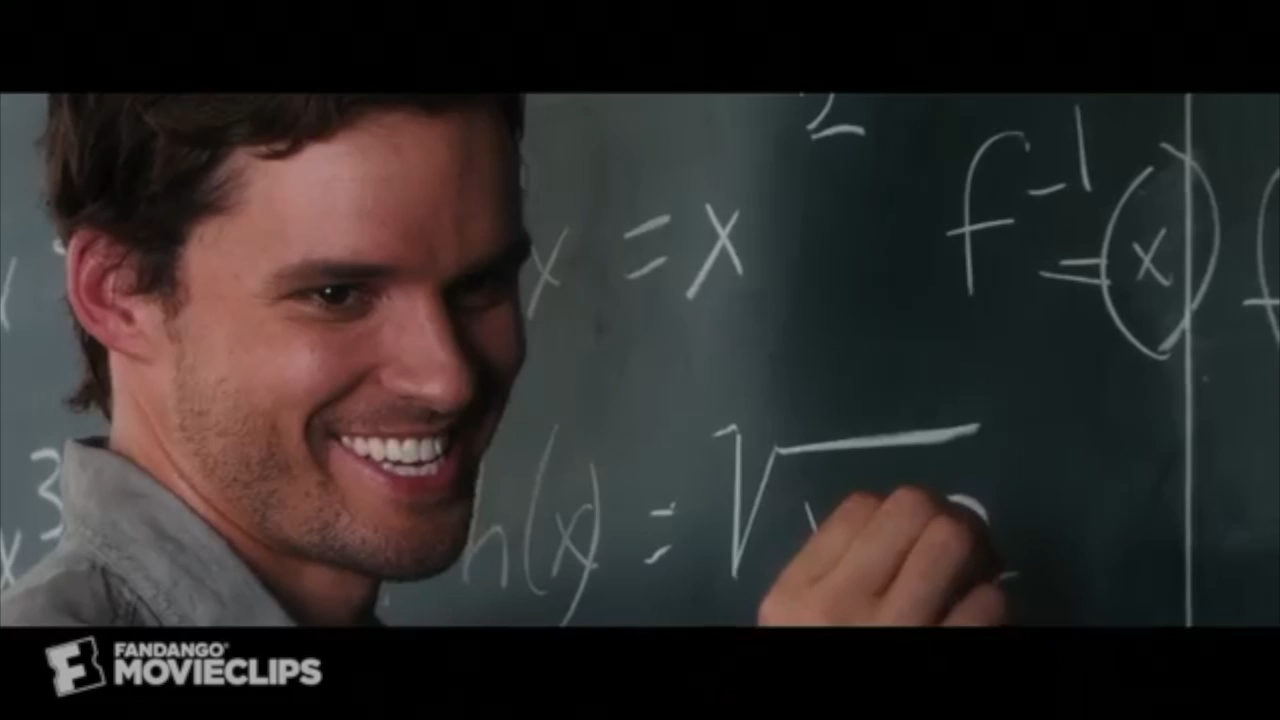 2
x = x
f⁻¹
= (x)
x³
h(x) = √x
FANDANGO®
MOVIECLIPS